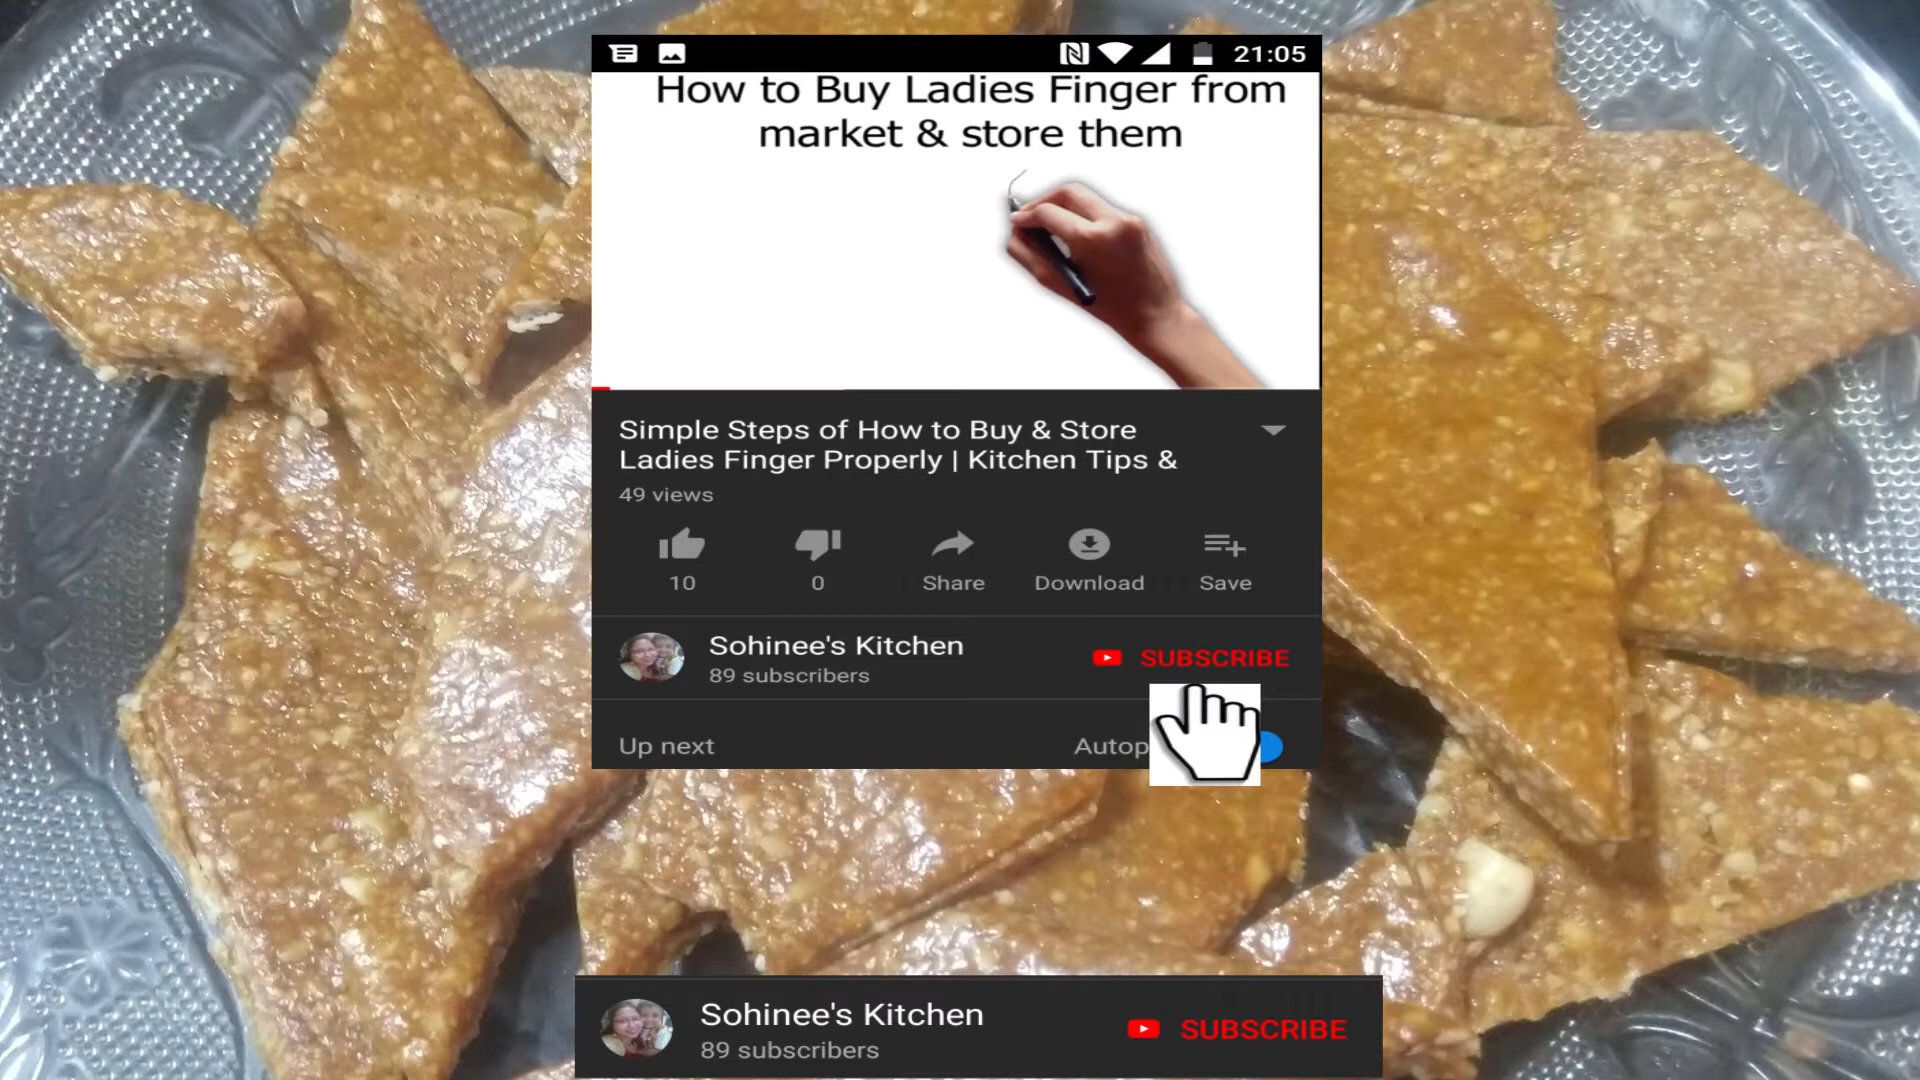 21:05
How to Buy Ladies Finger from
market & store them
Simple Steps of How to Buy & Store
Ladies Finger Properly | Kitchen Tips &
49 views
10 0 Share Download Save
Sohinee's Kitchen SUBSCRIBE
89 subscribers
Up next Autop
Sohinee's Kitchen SUBSCRIBE
89 subscribers